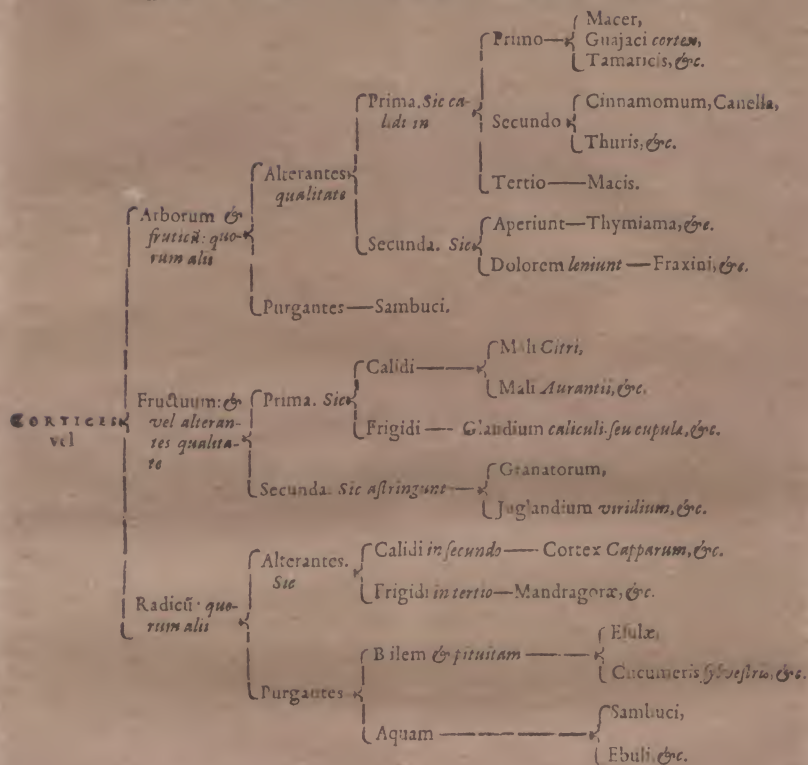 Macer,
Primo
Guajaci cortex,
Tamaricis, &c.
Prima. Sic ca-
lidi in
Cinnamomum, Canella,
Secundo
Thuris, &c.
Alterantes
qualitate
Tertio Macis.
Arborum &
fruticũ: quo-
rum alii
Aperiunt Thymiama, &c.
Secunda. Sic
Dolorem leniunt Fraxini, &c.
Purgantes Sambuci.
Mali Citri,
Calidi
Mali Aurantii, &c.
Fructuum: &
vel alteran-
tes qualita-
te
Prima. Sic
CORTICES
vel
Frigidi Glandium caliculi seu cupula, &c.
Granatorum,
Secunda. Sic astringunt
Juglandium viridium, &c.
Alterantes.
Sic
Calidi in secundo Cortex Capparum, &c.
Radicũ: quo-
rum alii
Frigidi in tertio Mandragoræ, &c.
Esulæ,
Bilem & pituitam
Cucumeris sylvestris, &c.
Purgantes
Sambuci,
Aquam
Ebuli, &c.